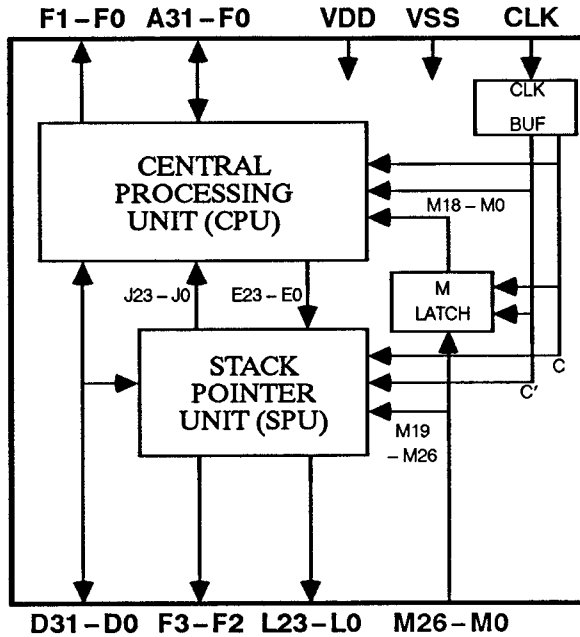 F1–F0 A31–F0 VDD VSS CLK
CLK
BUF
CENTRAL
PROCESSING
UNIT (CPU)
M18–M0
J23–J0
E23–E0
M
LATCH
STACK
POINTER
UNIT (SPU)
C
C'
M19
–M26
D31–D0 F3–F2 L23–L0 M26–M0